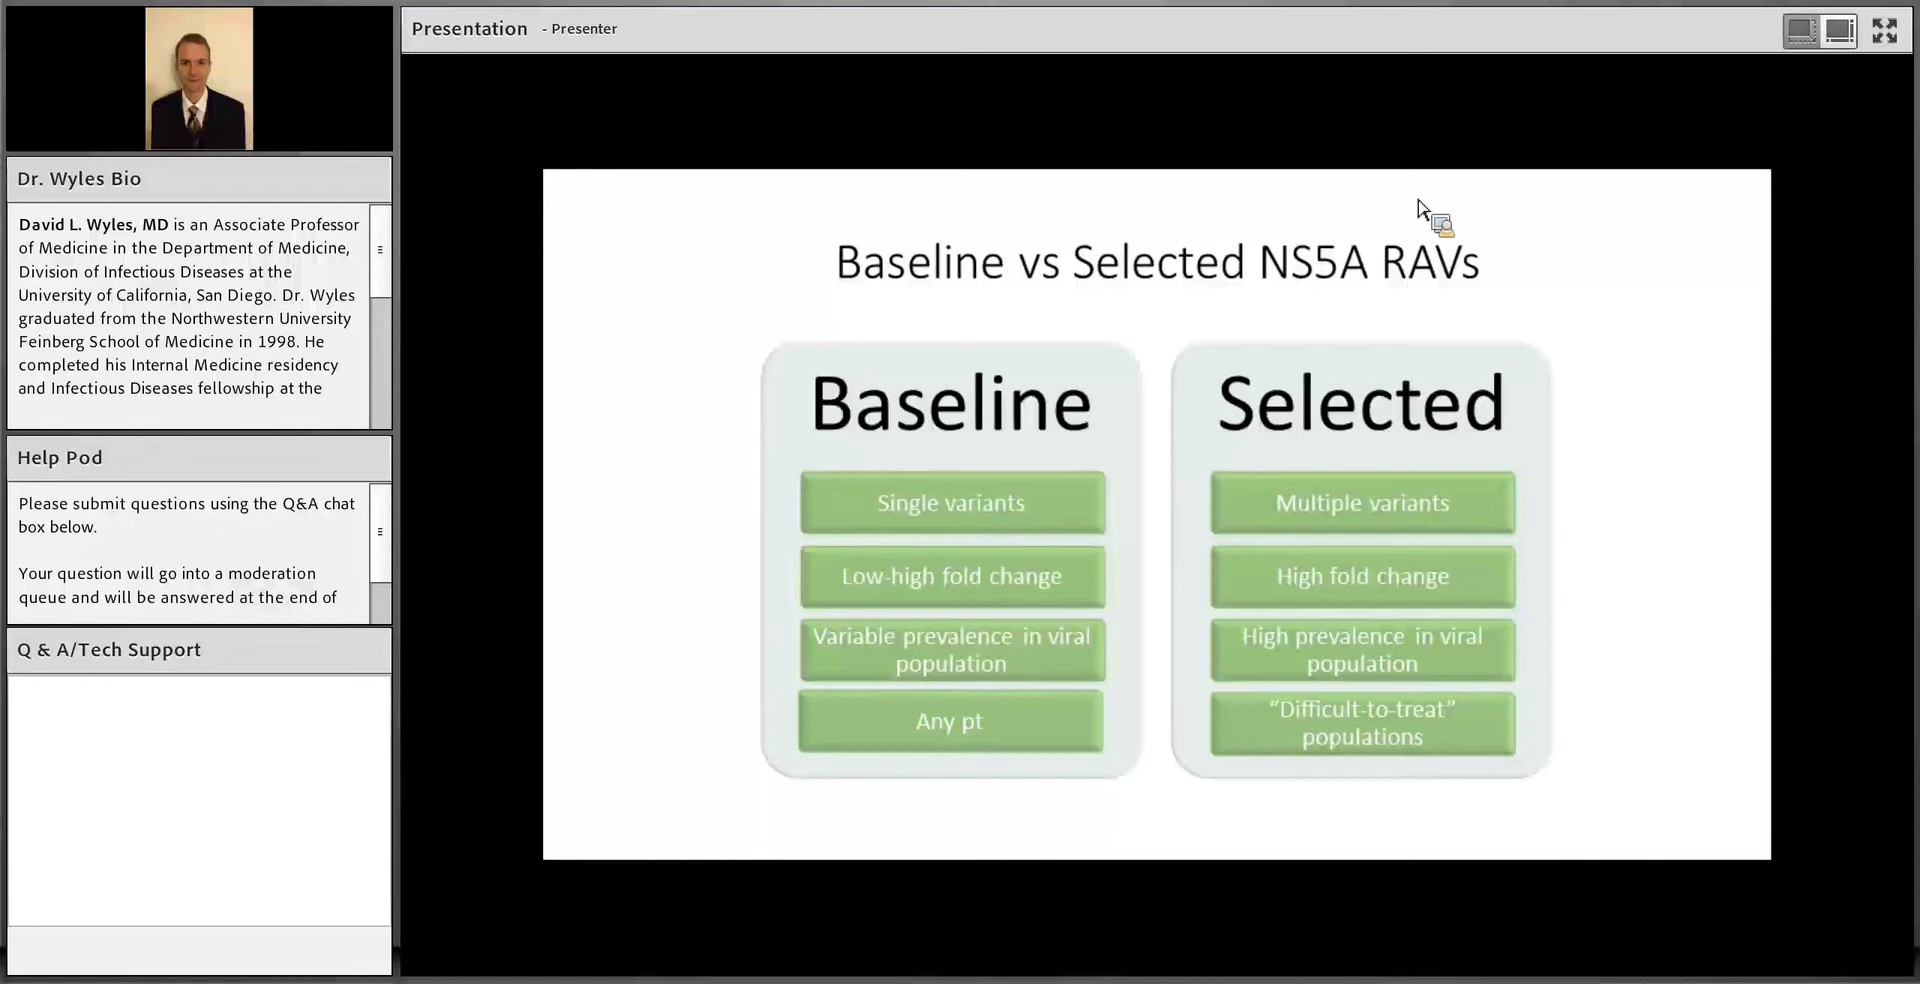 Presentation - Presenter
Dr. Wyles Bio
David L. Wyles, MD is an Associate Professor
of Medicine in the Department of Medicine,
Division of Infectious Diseases at the
University of California, San Diego. Dr. Wyles
graduated from the Northwestern University
Feinberg School of Medicine in 1998. He
completed his Internal Medicine residency
and Infectious Diseases fellowship at the
Help Pod
Please submit questions using the Q&A chat
box below.
Your question will go into a moderation
queue and will be answered at the end of
Q & A/Tech Support
Baseline vs Selected NS5A RAVs
Baseline
Single variants
Low-high fold change
Variable prevalence in viral
population
Any pt
Selected
Multiple variants
High fold change
High prevalence in viral
population
“Difficult-to-treat”
populations